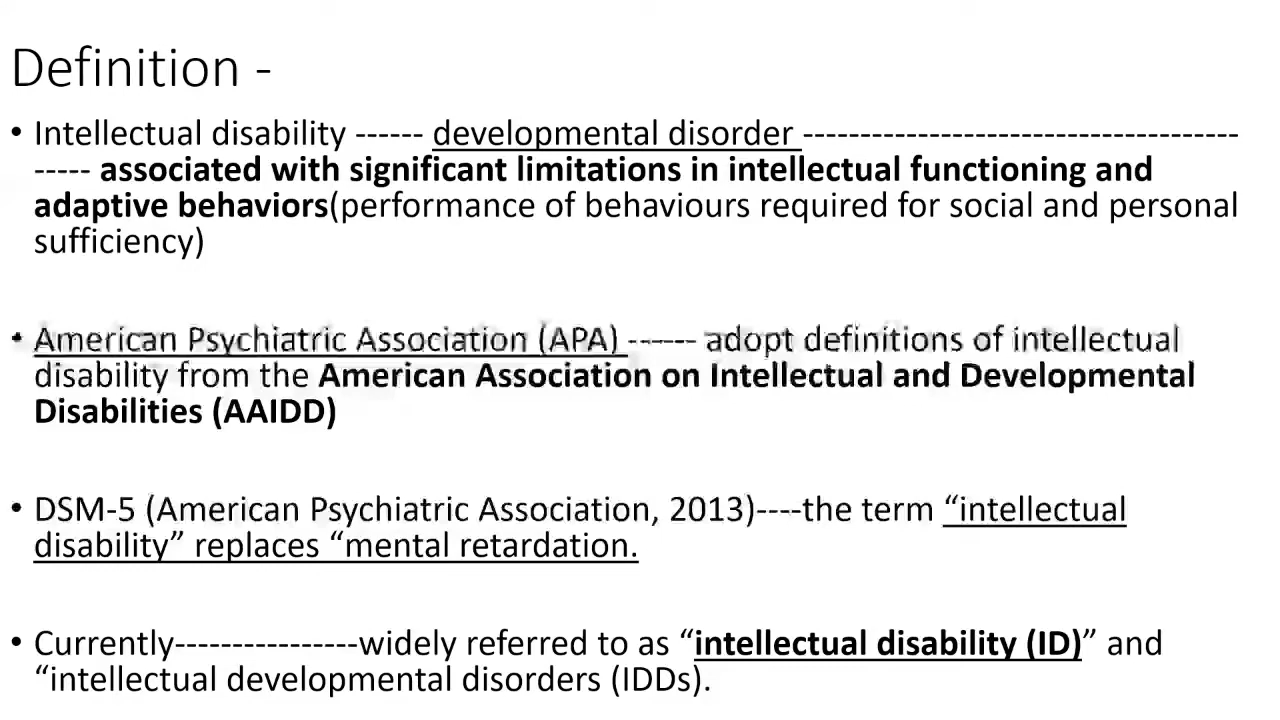 Definition -
• Intellectual disability ------ developmental disorder --------------------------------------
----- associated with significant limitations in intellectual functioning and
adaptive behaviors(performance of behaviours required for social and personal
sufficiency)
• American Psychiatric Association (APA) ------ adopt definitions of intellectual
disability from the American Association on Intellectual and Developmental
Disabilities (AAIDD)
• DSM-5 (American Psychiatric Association, 2013)----the term “intellectual
disability” replaces “mental retardation.
• Currently----------------widely referred to as “intellectual disability (ID)” and
“intellectual developmental disorders (IDDs).